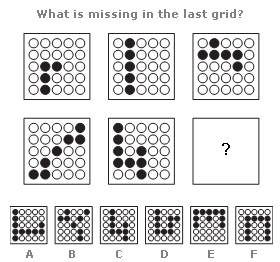 What is missing in the last grid?
?
A B C D E F